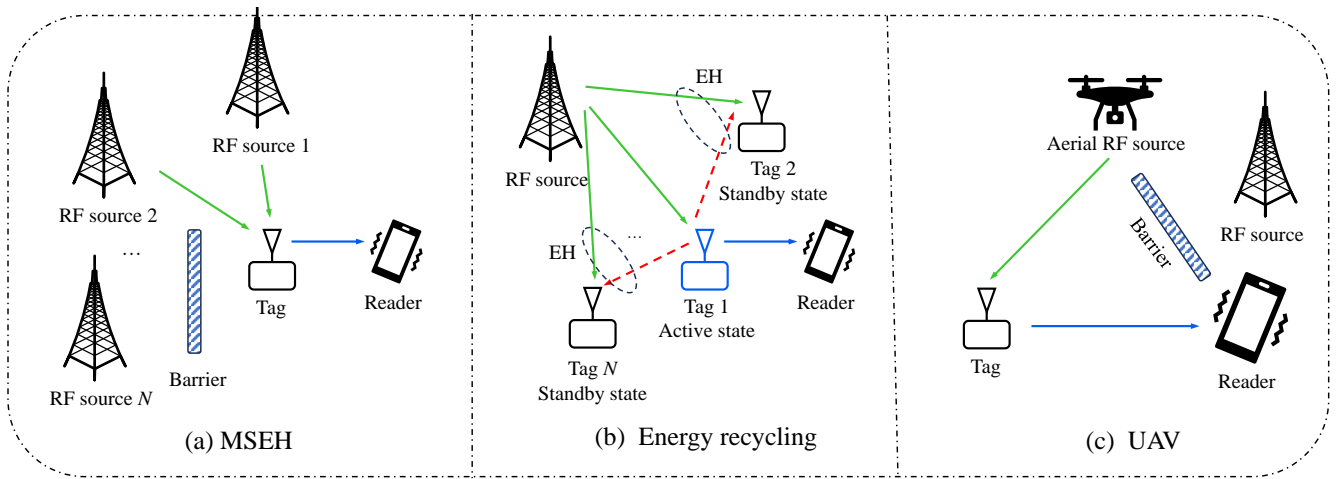 RF source 1
RF source 2
...
RF source N
Barrier
Tag
Reader
(a) MSEH
EH
RF source
Tag 2
Standby state
EH
...
Tag 1
Active state
Reader
Tag N
Standby state
(b) Energy recycling
Aerial RF source
RF source
Barrier
Tag
Reader
(c) UAV